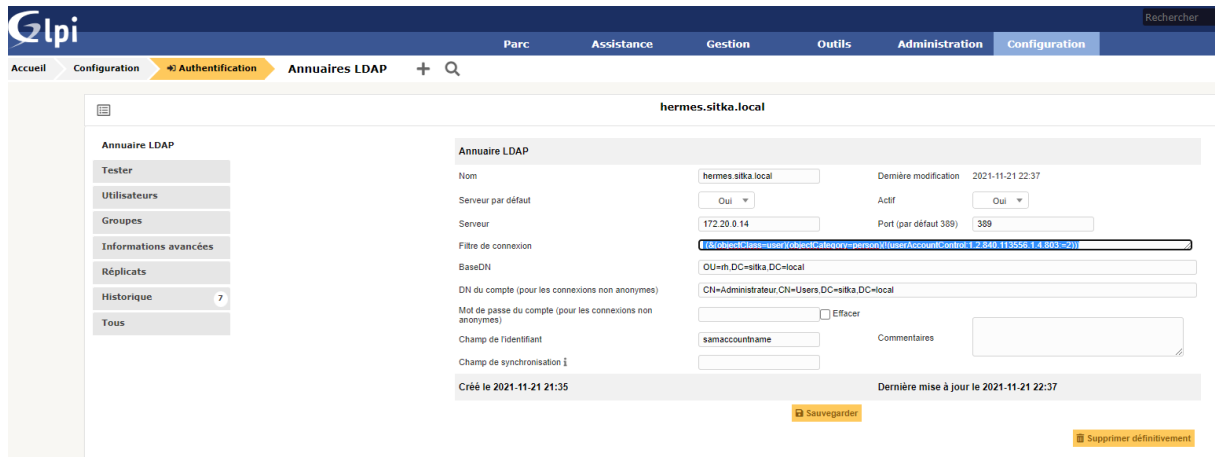 Glpi
Rechercher
Parc Assistance Gestion Outils Administration Configuration
Accueil Configuration Authentification Annuaires LDAP
hermes.sitka.local
Annuaire LDAP
Tester
Utilisateurs
Groupes
Informations avancées
Réplicats
Historique 7
Tous
Annuaire LDAP
Nom hermes.sitka.local Dernière modification 2021-11-21 22:37
Serveur par défaut Oui Actif Oui
Serveur 172.20.0.14 Port (par défaut 389) 389
Filtre de connexion (&(objectClass=user)(objectCategory=person)(!(userAccountControl:1.2.840.113556.1.4.803:=2)))
BaseDN OU=rh,DC=sitka,DC=local
DN du compte (pour les connexions non anonymes) CN=Administrateur,CN=Users,DC=sitka,DC=local
Mot de passe du compte (pour les connexions non
anonymes) Effacer
Champ de l'identifiant samaccountname Commentaires
Champ de synchronisation i
Créé le 2021-11-21 21:35 Dernière mise à jour le 2021-11-21 22:37
Sauvegarder
Supprimer définitivement